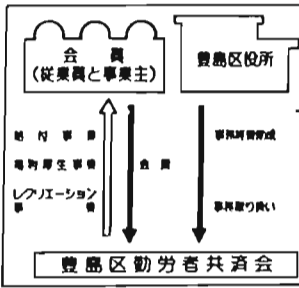 会員
(従業員と事業主)
豊島区役所
給付事業
福利厚生事業
レクリエーション
事業
会費
事務所費助成
事務取り扱い
豊島区勤労者共済会